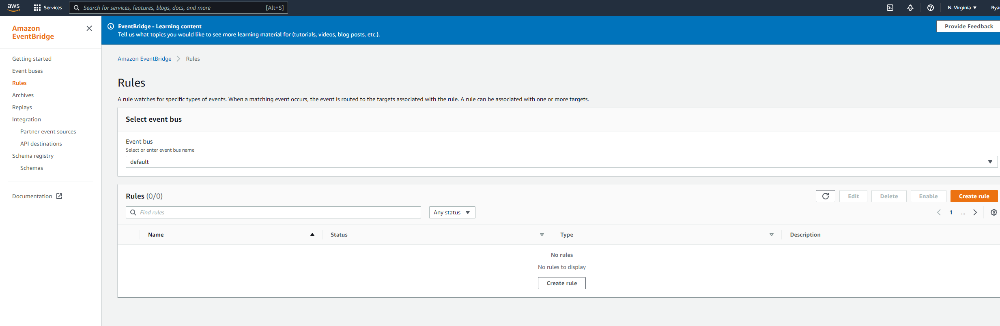 aws
Services
Search for services, features, blogs, docs, and more
[Alt+S]
N. Virginia
Rya
Amazon
EventBridge
EventBridge - Learning content
Tell us what topics you would like to see more learning material for (tutorials, videos, blog posts, etc.).
Provide Feedback
Getting started
Event buses
Rules
Archives
Replays
Integration
Partner event sources
API destinations
Schema registry
Schemas
Documentation
Amazon EventBridge
Rules
Rules
A rule watches for specific types of events. When a matching event occurs, the event is routed to the targets associated with the rule. A rule can be associated with one or more targets.
Select event bus
Event bus
Select or enter event bus name
default
Rules (0/0)
Edit
Delete
Enable
Create rule
Find rules
Any status
1
...
Name
Status
Type
Description
No rules
No rules to display
Create rule